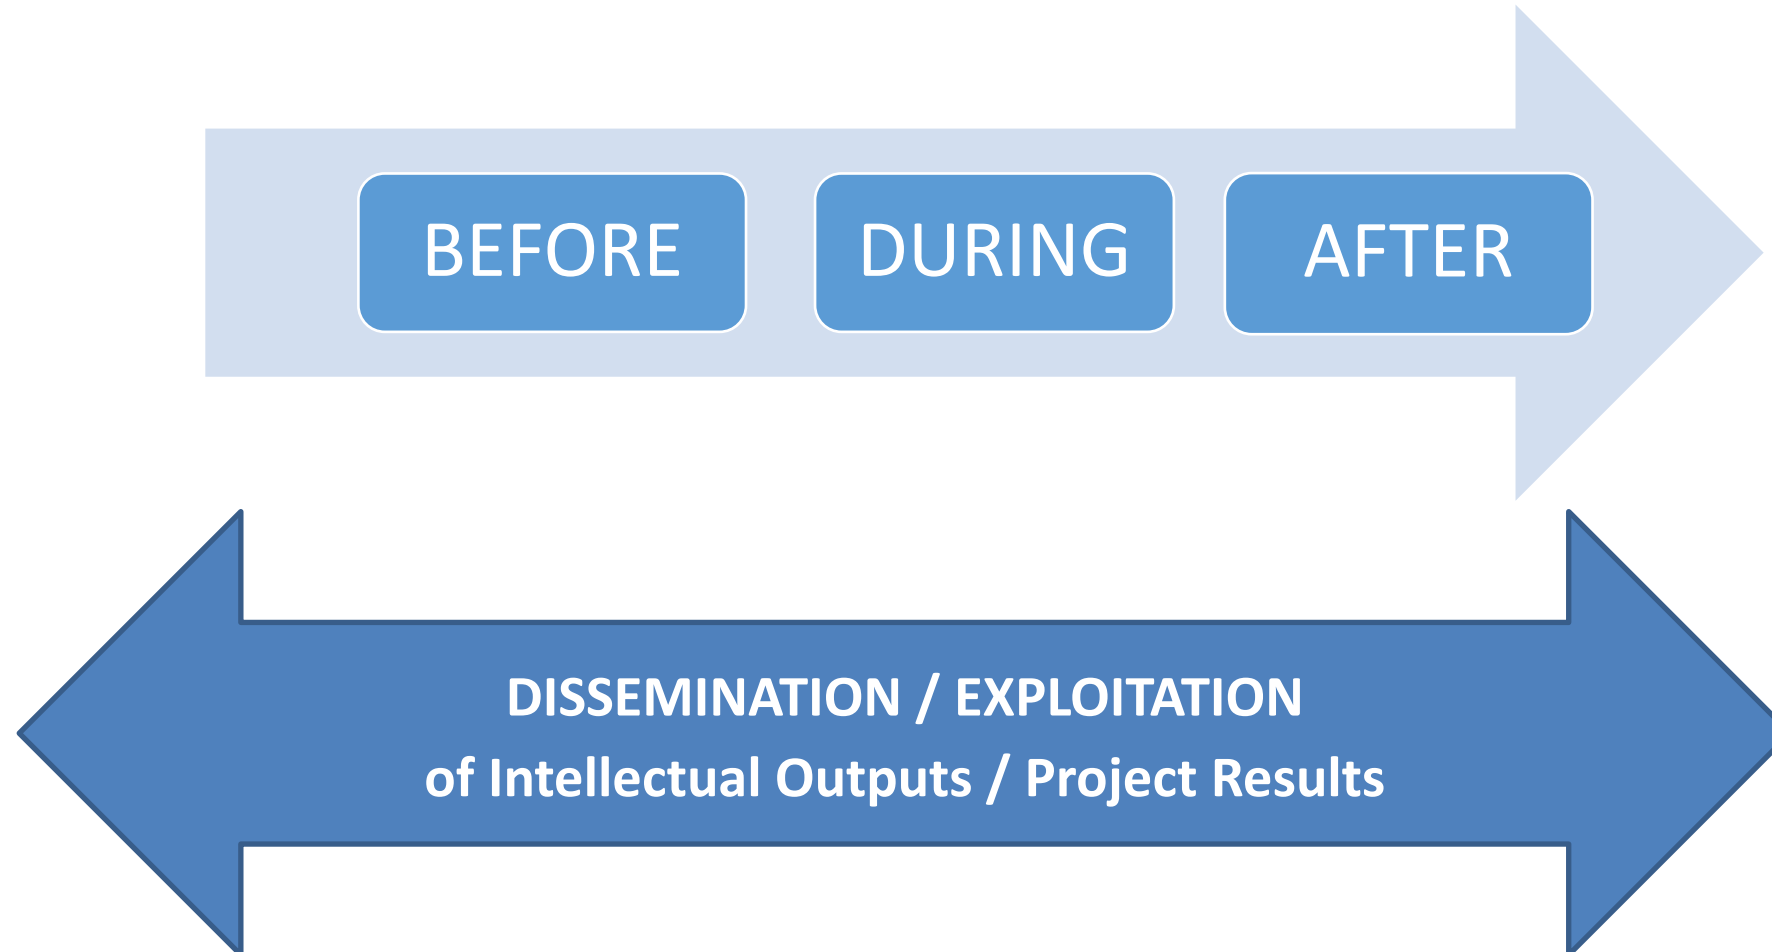 BEFORE DURING AFTER
DISSEMINATION / EXPLOITATION
of Intellectual Outputs / Project Results